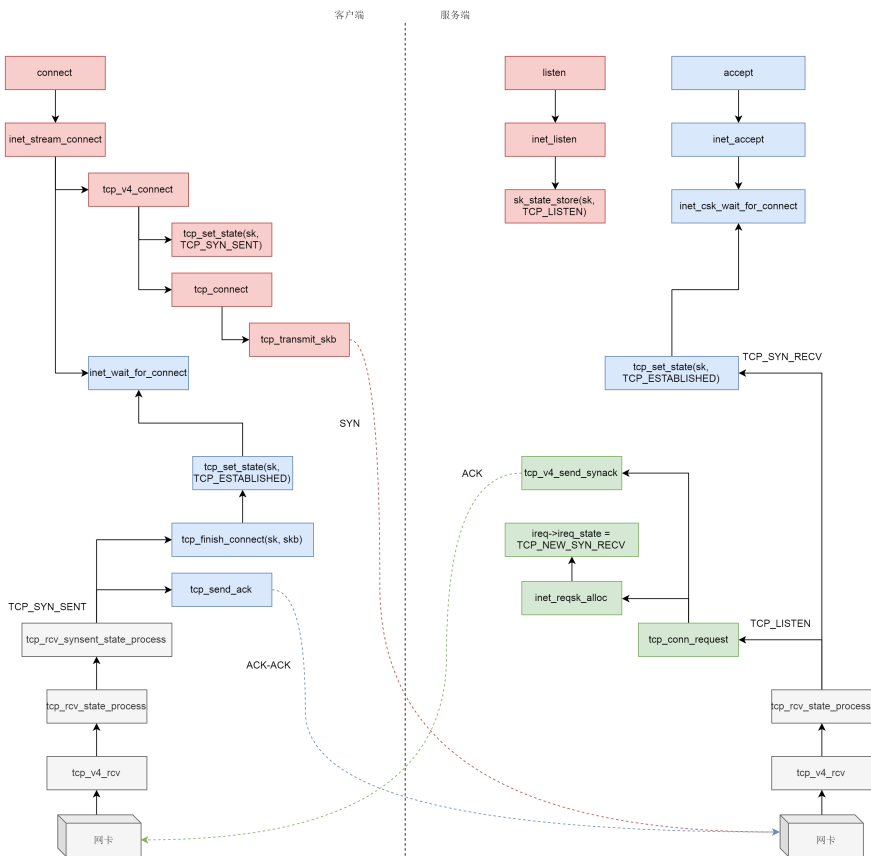 客户端
服务端
connect
listen
accept
inet_stream_connect
inet_listen
inet_accept
tcp_v4_connect
sk_state_store(sk,
TCP_LISTEN)
inet_csk_wait_for_connect
tcp_set_state(sk,
TCP_SYN_SENT)
tcp_connect
tcp_transmit_skb
inet_wait_for_connect
TCP_SYN_RECV
tcp_set_state(sk,
TCP_ESTABLISHED)
SYN
tcp_set_state(sk,
TCP_ESTABLISHED)
ACK
tcp_v4_send_synack
tcp_finish_connect(sk, skb)
ireq->ireq_state =
TCP_NEW_SYN_RECV
tcp_send_ack
inet_reqsk_alloc
TCP_SYN_SENT
TCP_LISTEN
tcp_rcv_synsent_state_process
tcp_conn_request
ACK-ACK
tcp_rcv_state_process
tcp_rcv_state_process
tcp_v4_rcv
tcp_v4_rcv
网卡
网卡